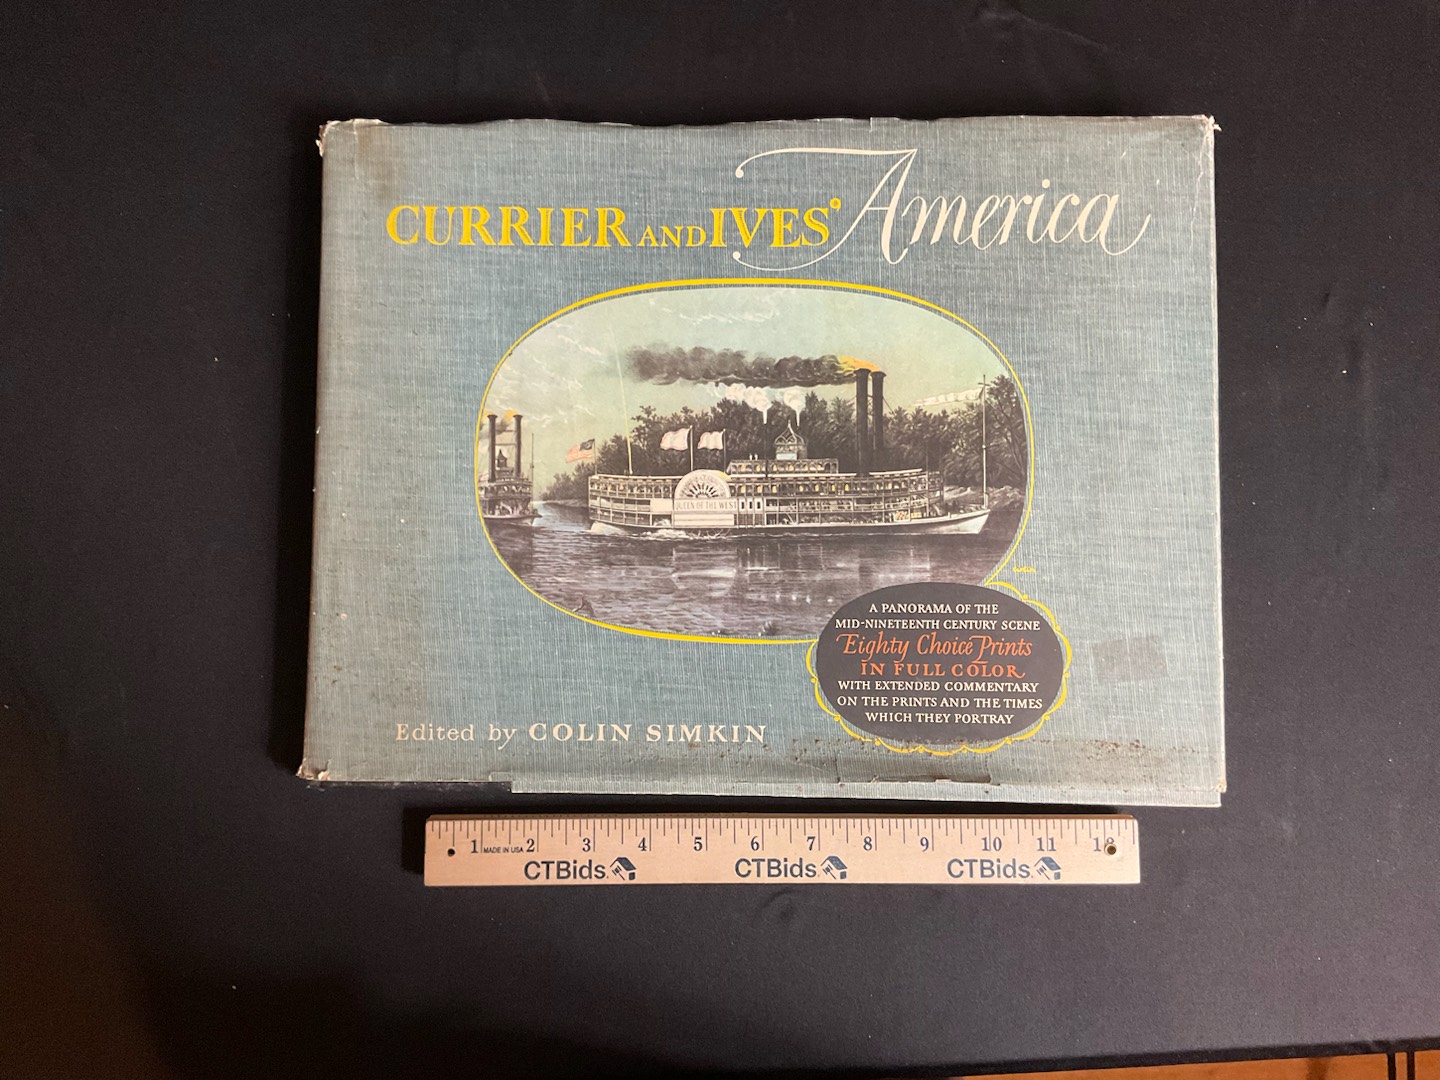 CURRIER AND IVES' America
QUEEN OF THE WEST
A PANORAMA OF THE
MID-NINETEENTH CENTURY SCENE
Eighty Choice Prints
IN FULL COLOR
WITH EXTENDED COMMENTARY
ON THE PRINTS AND THE TIMES
WHICH THEY PORTRAY
Edited by COLIN SIMKIN
1 MADE IN USA 2 3 4 5 6 7 8 9 10 11 12
CTBids. CTBids. CTBids.